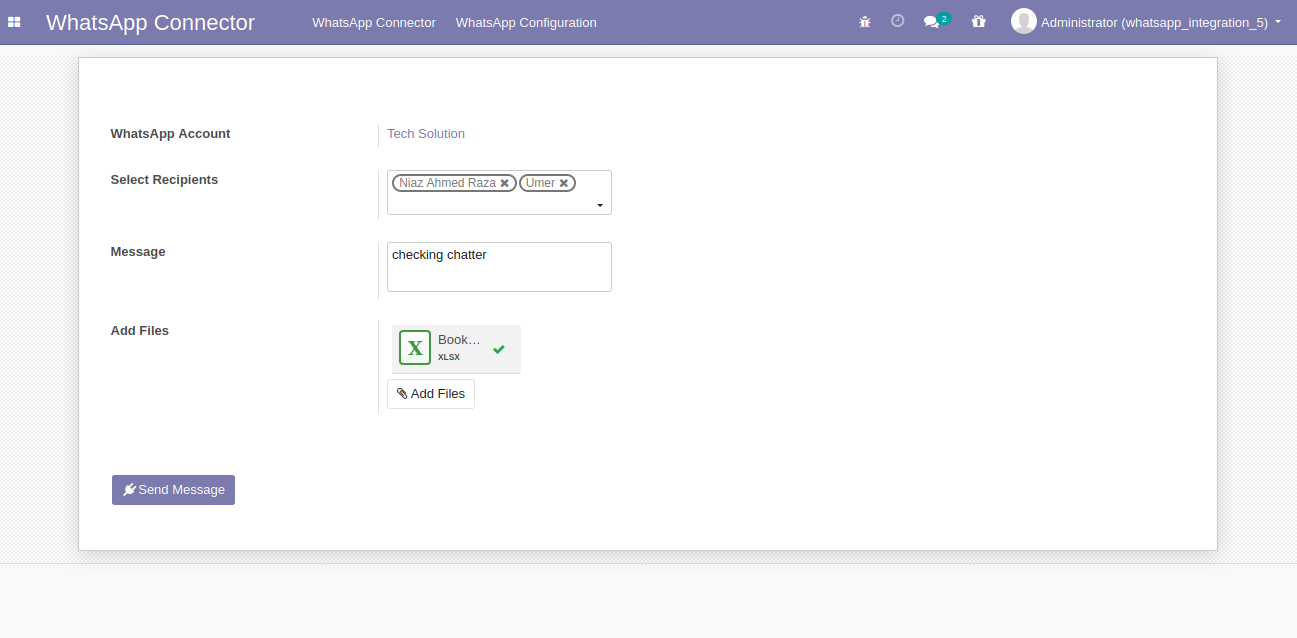 WhatsApp Connector WhatsApp Connector WhatsApp Configuration 2 Administrator (whatsapp_integration_5)
WhatsApp Account Tech Solution
Select Recipients Niaz Ahmed Raza Umer
Message checking chatter
Add Files X Book...
XLSX
Add Files
Send Message